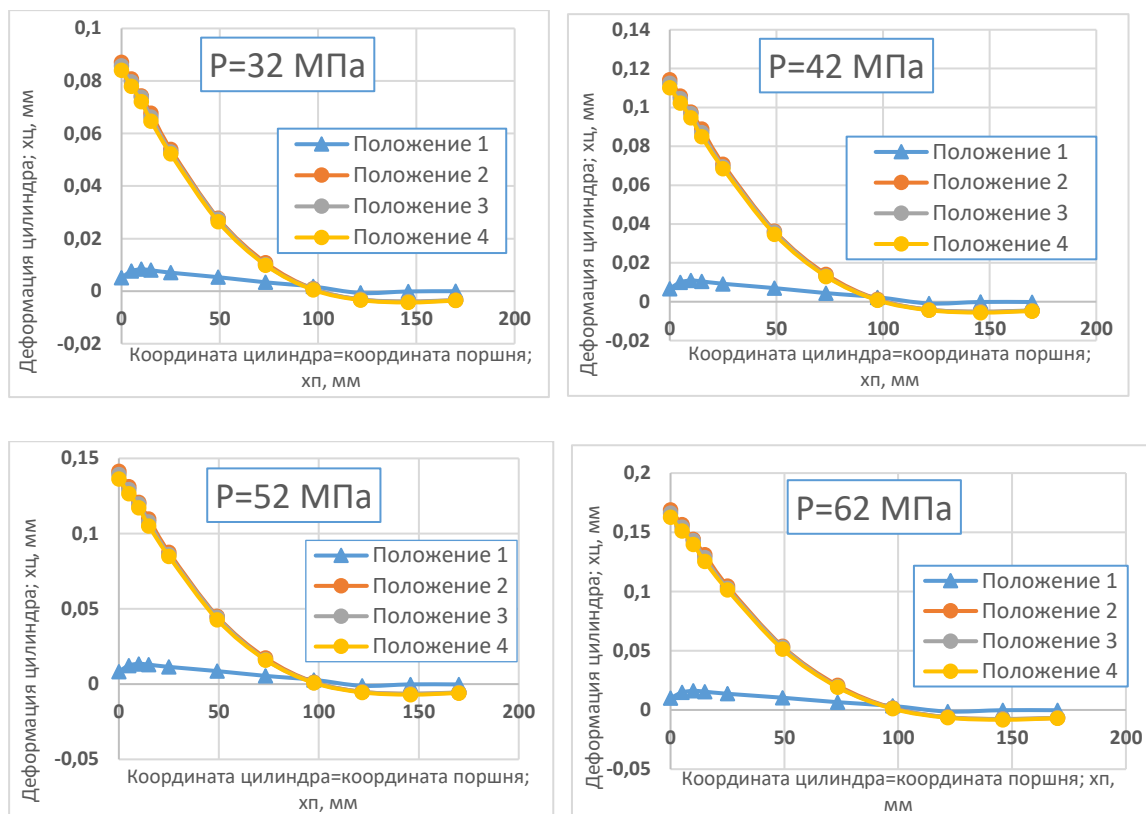 P=32 МПа
Деформация цилиндра; хц, мм
0,1
0,08
0,06
0,04
0,02
0
-0,02
0
50
100
150
200
Положение 1
Положение 2
Положение 3
Положение 4
Координата цилиндра=координата поршня;
хп, мм
P=42 МПа
Деформация цилиндра; хц, мм
0,14
0,12
0,1
0,08
0,06
0,04
0,02
0
-0,02
0
50
100
150
200
Положение 1
Положение 2
Положение 3
Положение 4
Координата цилиндра=координата поршня;
хп, мм
P=52 МПа
Деформация цилиндра; хц, мм
0,15
0,1
0,05
0
-0,05
0
50
100
150
200
Положение 1
Положение 2
Положение 3
Положение 4
Координата цилиндра=координата поршня;
хп, мм
P=62 МПа
Деформация цилиндра; хц, мм
0,2
0,15
0,1
0,05
0
-0,05
0
50
100
150
200
Положение 1
Положение 2
Положение 3
Положение 4
Координата цилиндра=координата поршня; хп,
мм